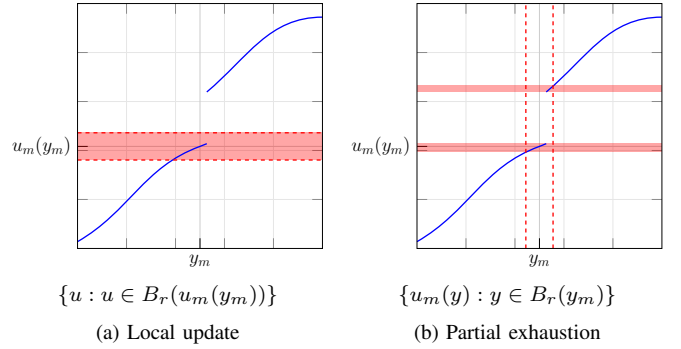 u_m(y_m)
u_m(y_m)
y_m
y_m
{u : u ∈ B_r(u_m(y_m))}
{u_m(y) : y ∈ B_r(y_m)}
(a) Local update
(b) Partial exhaustion